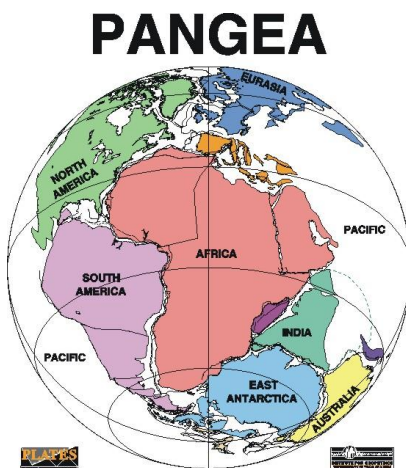 PANGEA
EURASIA
NORTH
AMERICA
AFRICA
PACIFIC
SOUTH
AMERICA
INDIA
PACIFIC
EAST
ANTARCTICA
AUSTRALIA
PLATES